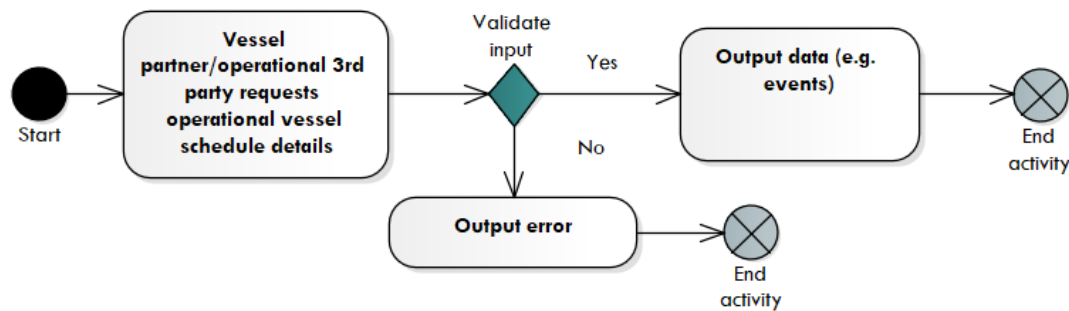 Start
Vessel
partner/operational 3rd
party requests
operational vessel
schedule details
Validate
input
Yes
No
Output data (e.g.
events)
End
activity
Output error
End
activity